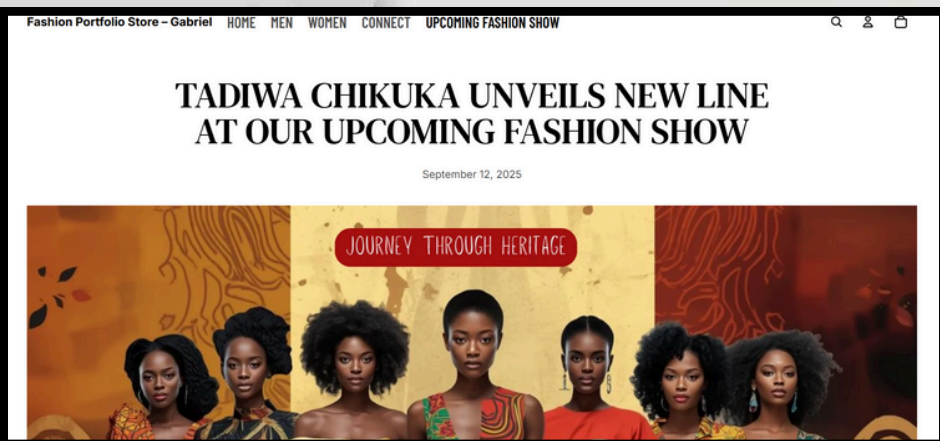 Fashion Portfolio Store – Gabriel HOME MEN WOMEN CONNECT UPCOMING FASHION SHOW
TADIWA CHIKUKA UNVEILS NEW LINE
AT OUR UPCOMING FASHION SHOW
September 12, 2025
JOURNEY THROUGH HERITAGE